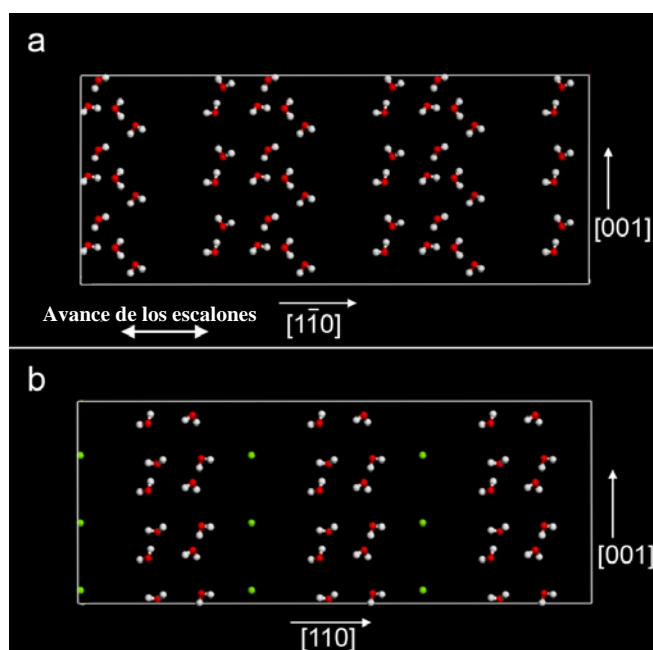 a
[001]
Avance de los escalones
[11̄0]
b
[001]
[110]